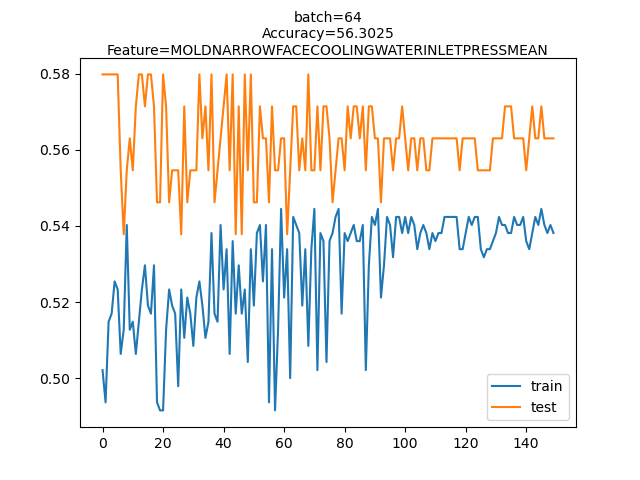 batch=64
Accuracy=56.3025
Feature=MOLDNARROWFACECOOLINGWATERINLETPRESSMEAN
0.58
0.56
0.54
0.52
0.50
train
test
0 20 40 60 80 100 120 140